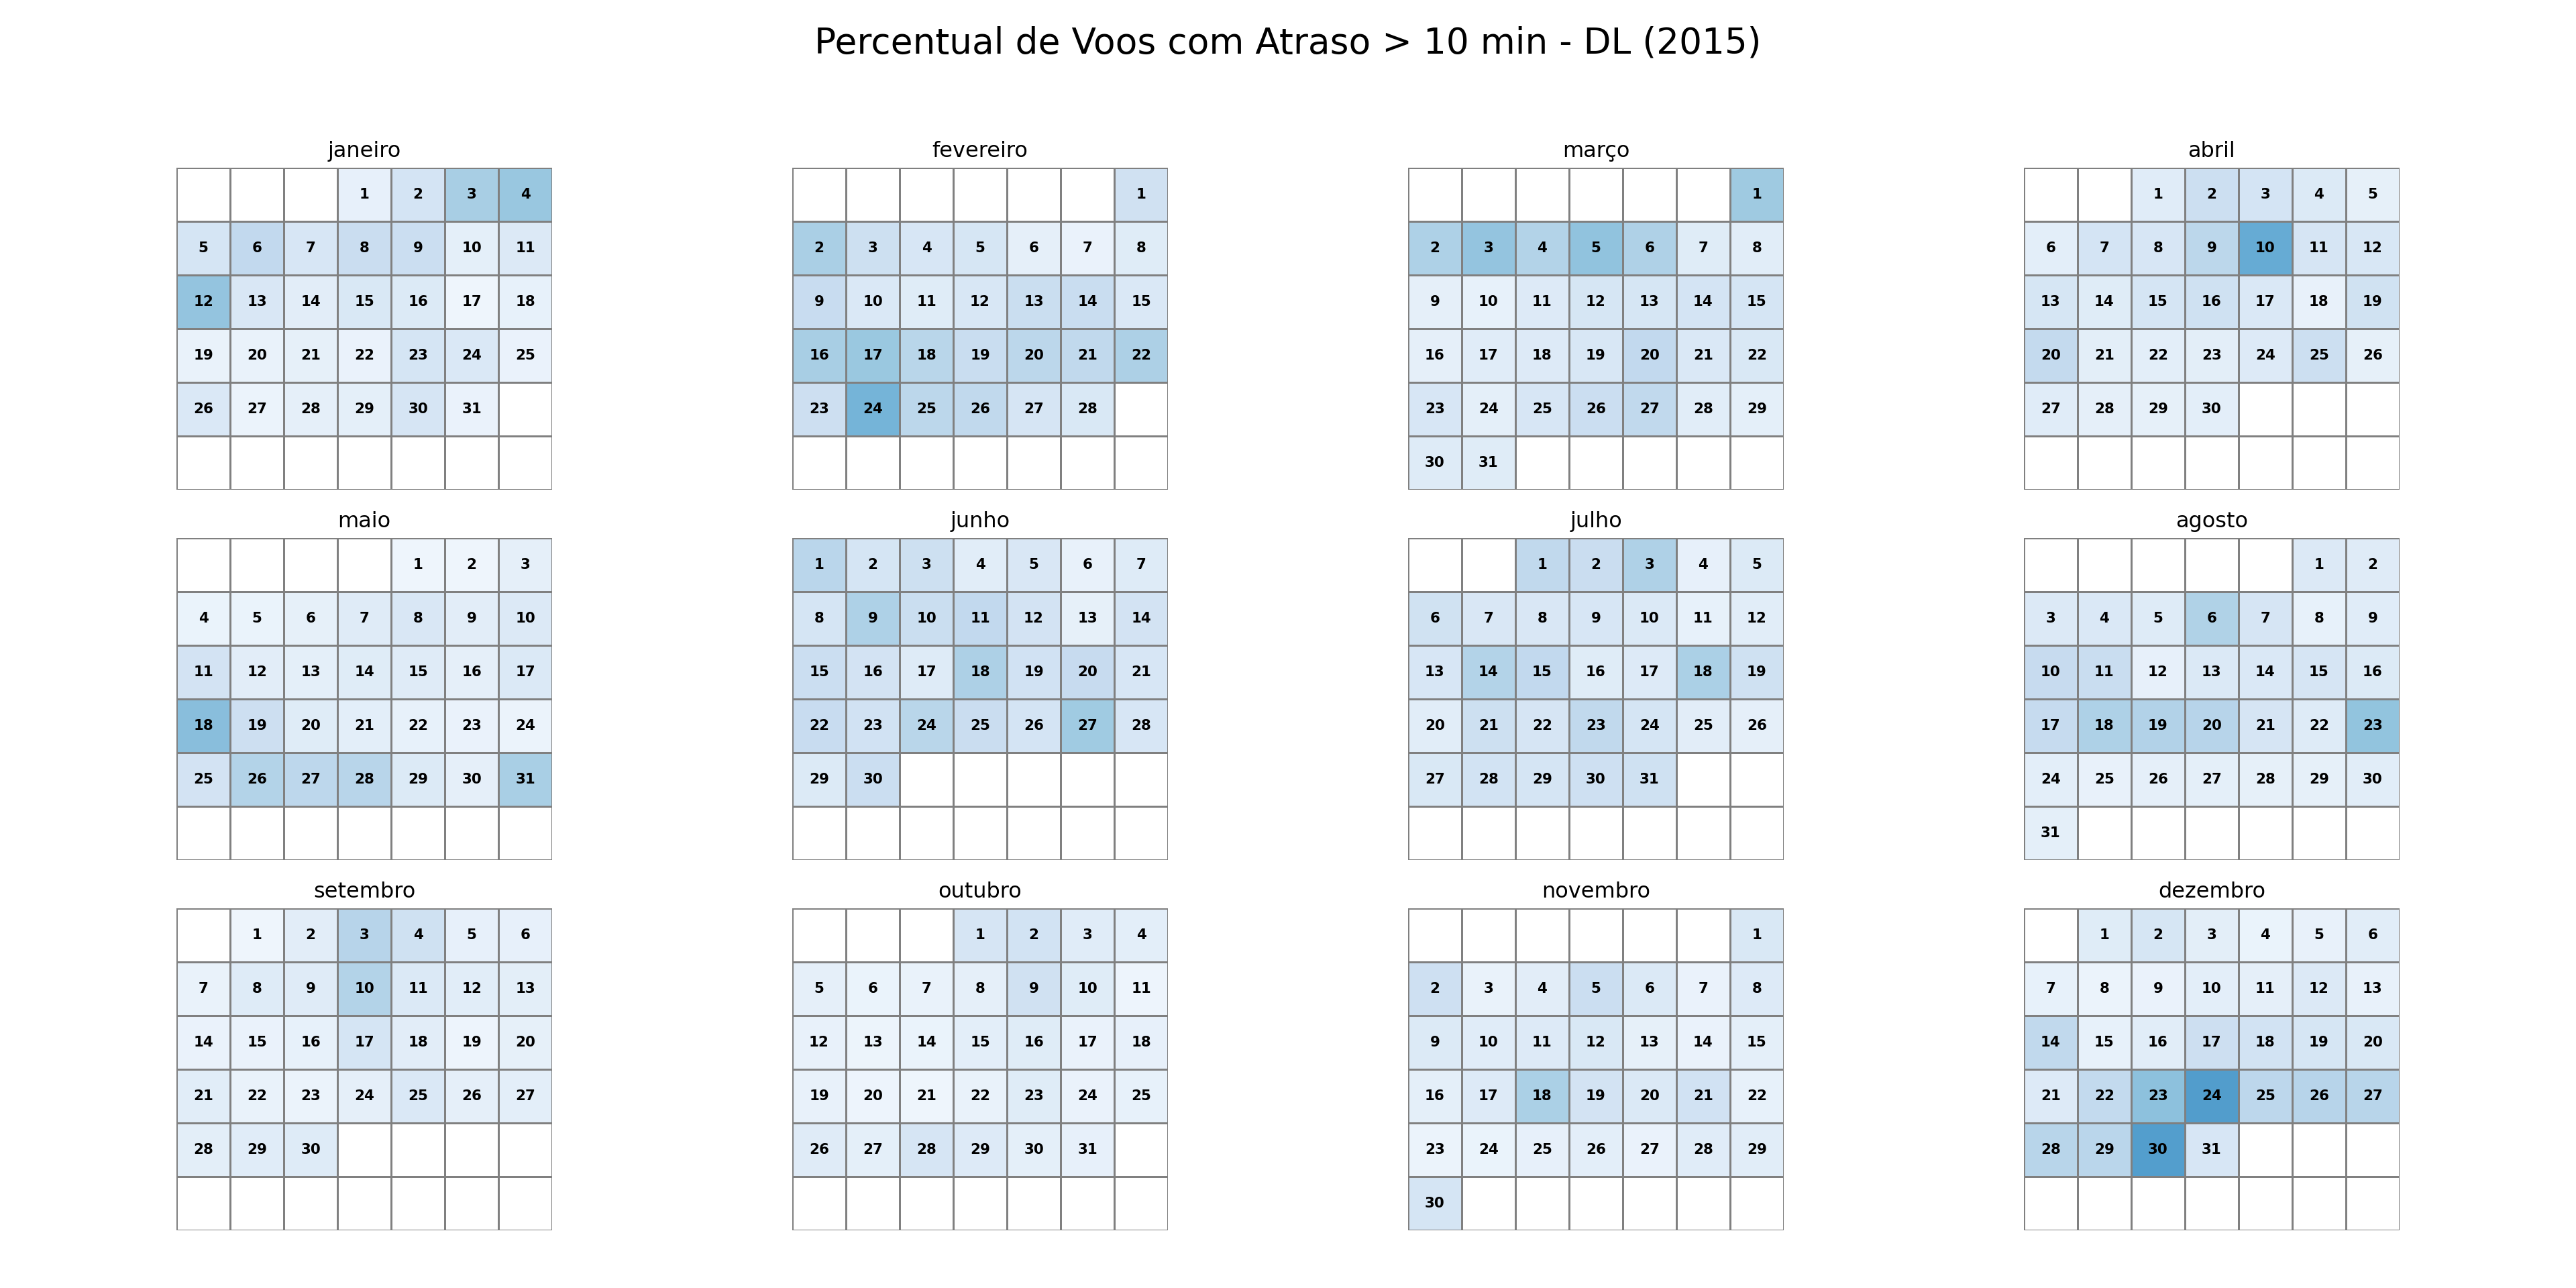 Percentual de Voos com Atraso > 10 min - DL (2015)
janeiro
1 2 3 4
5 6 7 8 9 10 11
12 13 14 15 16 17 18
19 20 21 22 23 24 25
26 27 28 29 30 31
fevereiro
1
2 3 4 5 6 7 8
9 10 11 12 13 14 15
16 17 18 19 20 21 22
23 24 25 26 27 28
março
1
2 3 4 5 6 7 8
9 10 11 12 13 14 15
16 17 18 19 20 21 22
23 24 25 26 27 28 29
30 31
abril
1 2 3 4 5
6 7 8 9 10 11 12
13 14 15 16 17 18 19
20 21 22 23 24 25 26
27 28 29 30
maio
1 2 3
4 5 6 7 8 9 10
11 12 13 14 15 16 17
18 19 20 21 22 23 24
25 26 27 28 29 30 31
junho
1 2 3 4 5 6 7
8 9 10 11 12 13 14
15 16 17 18 19 20 21
22 23 24 25 26 27 28
29 30
julho
1 2 3 4 5
6 7 8 9 10 11 12
13 14 15 16 17 18 19
20 21 22 23 24 25 26
27 28 29 30 31
agosto
1 2
3 4 5 6 7 8 9
10 11 12 13 14 15 16
17 18 19 20 21 22 23
24 25 26 27 28 29 30
31
setembro
1 2 3 4 5 6
7 8 9 10 11 12 13
14 15 16 17 18 19 20
21 22 23 24 25 26 27
28 29 30
outubro
1 2 3 4
5 6 7 8 9 10 11
12 13 14 15 16 17 18
19 20 21 22 23 24 25
26 27 28 29 30 31
novembro
1
2 3 4 5 6 7 8
9 10 11 12 13 14 15
16 17 18 19 20 21 22
23 24 25 26 27 28 29
30
dezembro
1 2 3 4 5 6
7 8 9 10 11 12 13
14 15 16 17 18 19 20
21 22 23 24 25 26 27
28 29 30 31